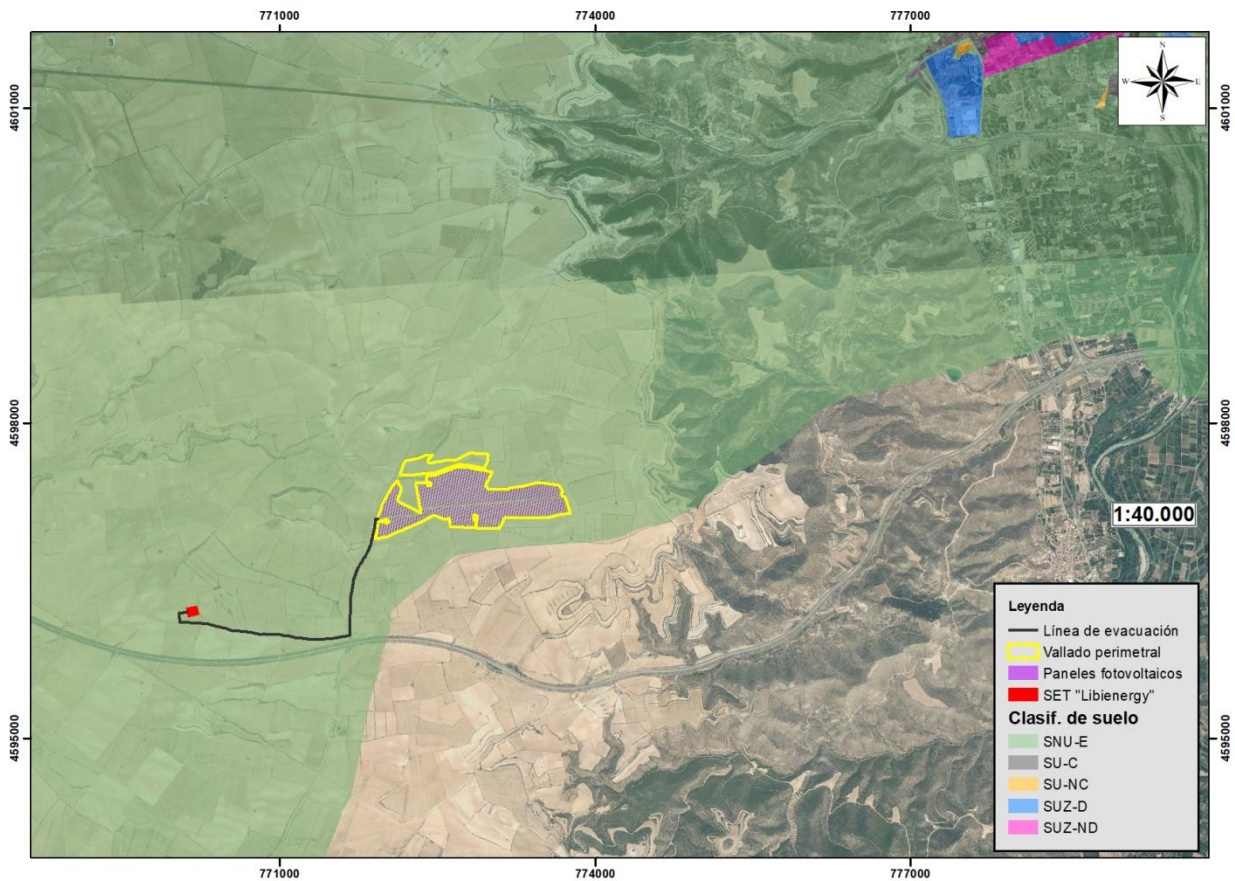 771000
774000
777000
N
W
E
S
4601000
4601000
4598000
4598000
1:40.000
4595000
4595000
Leyenda
Línea de evacuación
Vallado perimetral
Paneles fotovoltaicos
SET "Libienergy"
Clasif. de suelo
SNU-E
SU-C
SU-NC
SUZ-D
SUZ-ND
771000
774000
777000